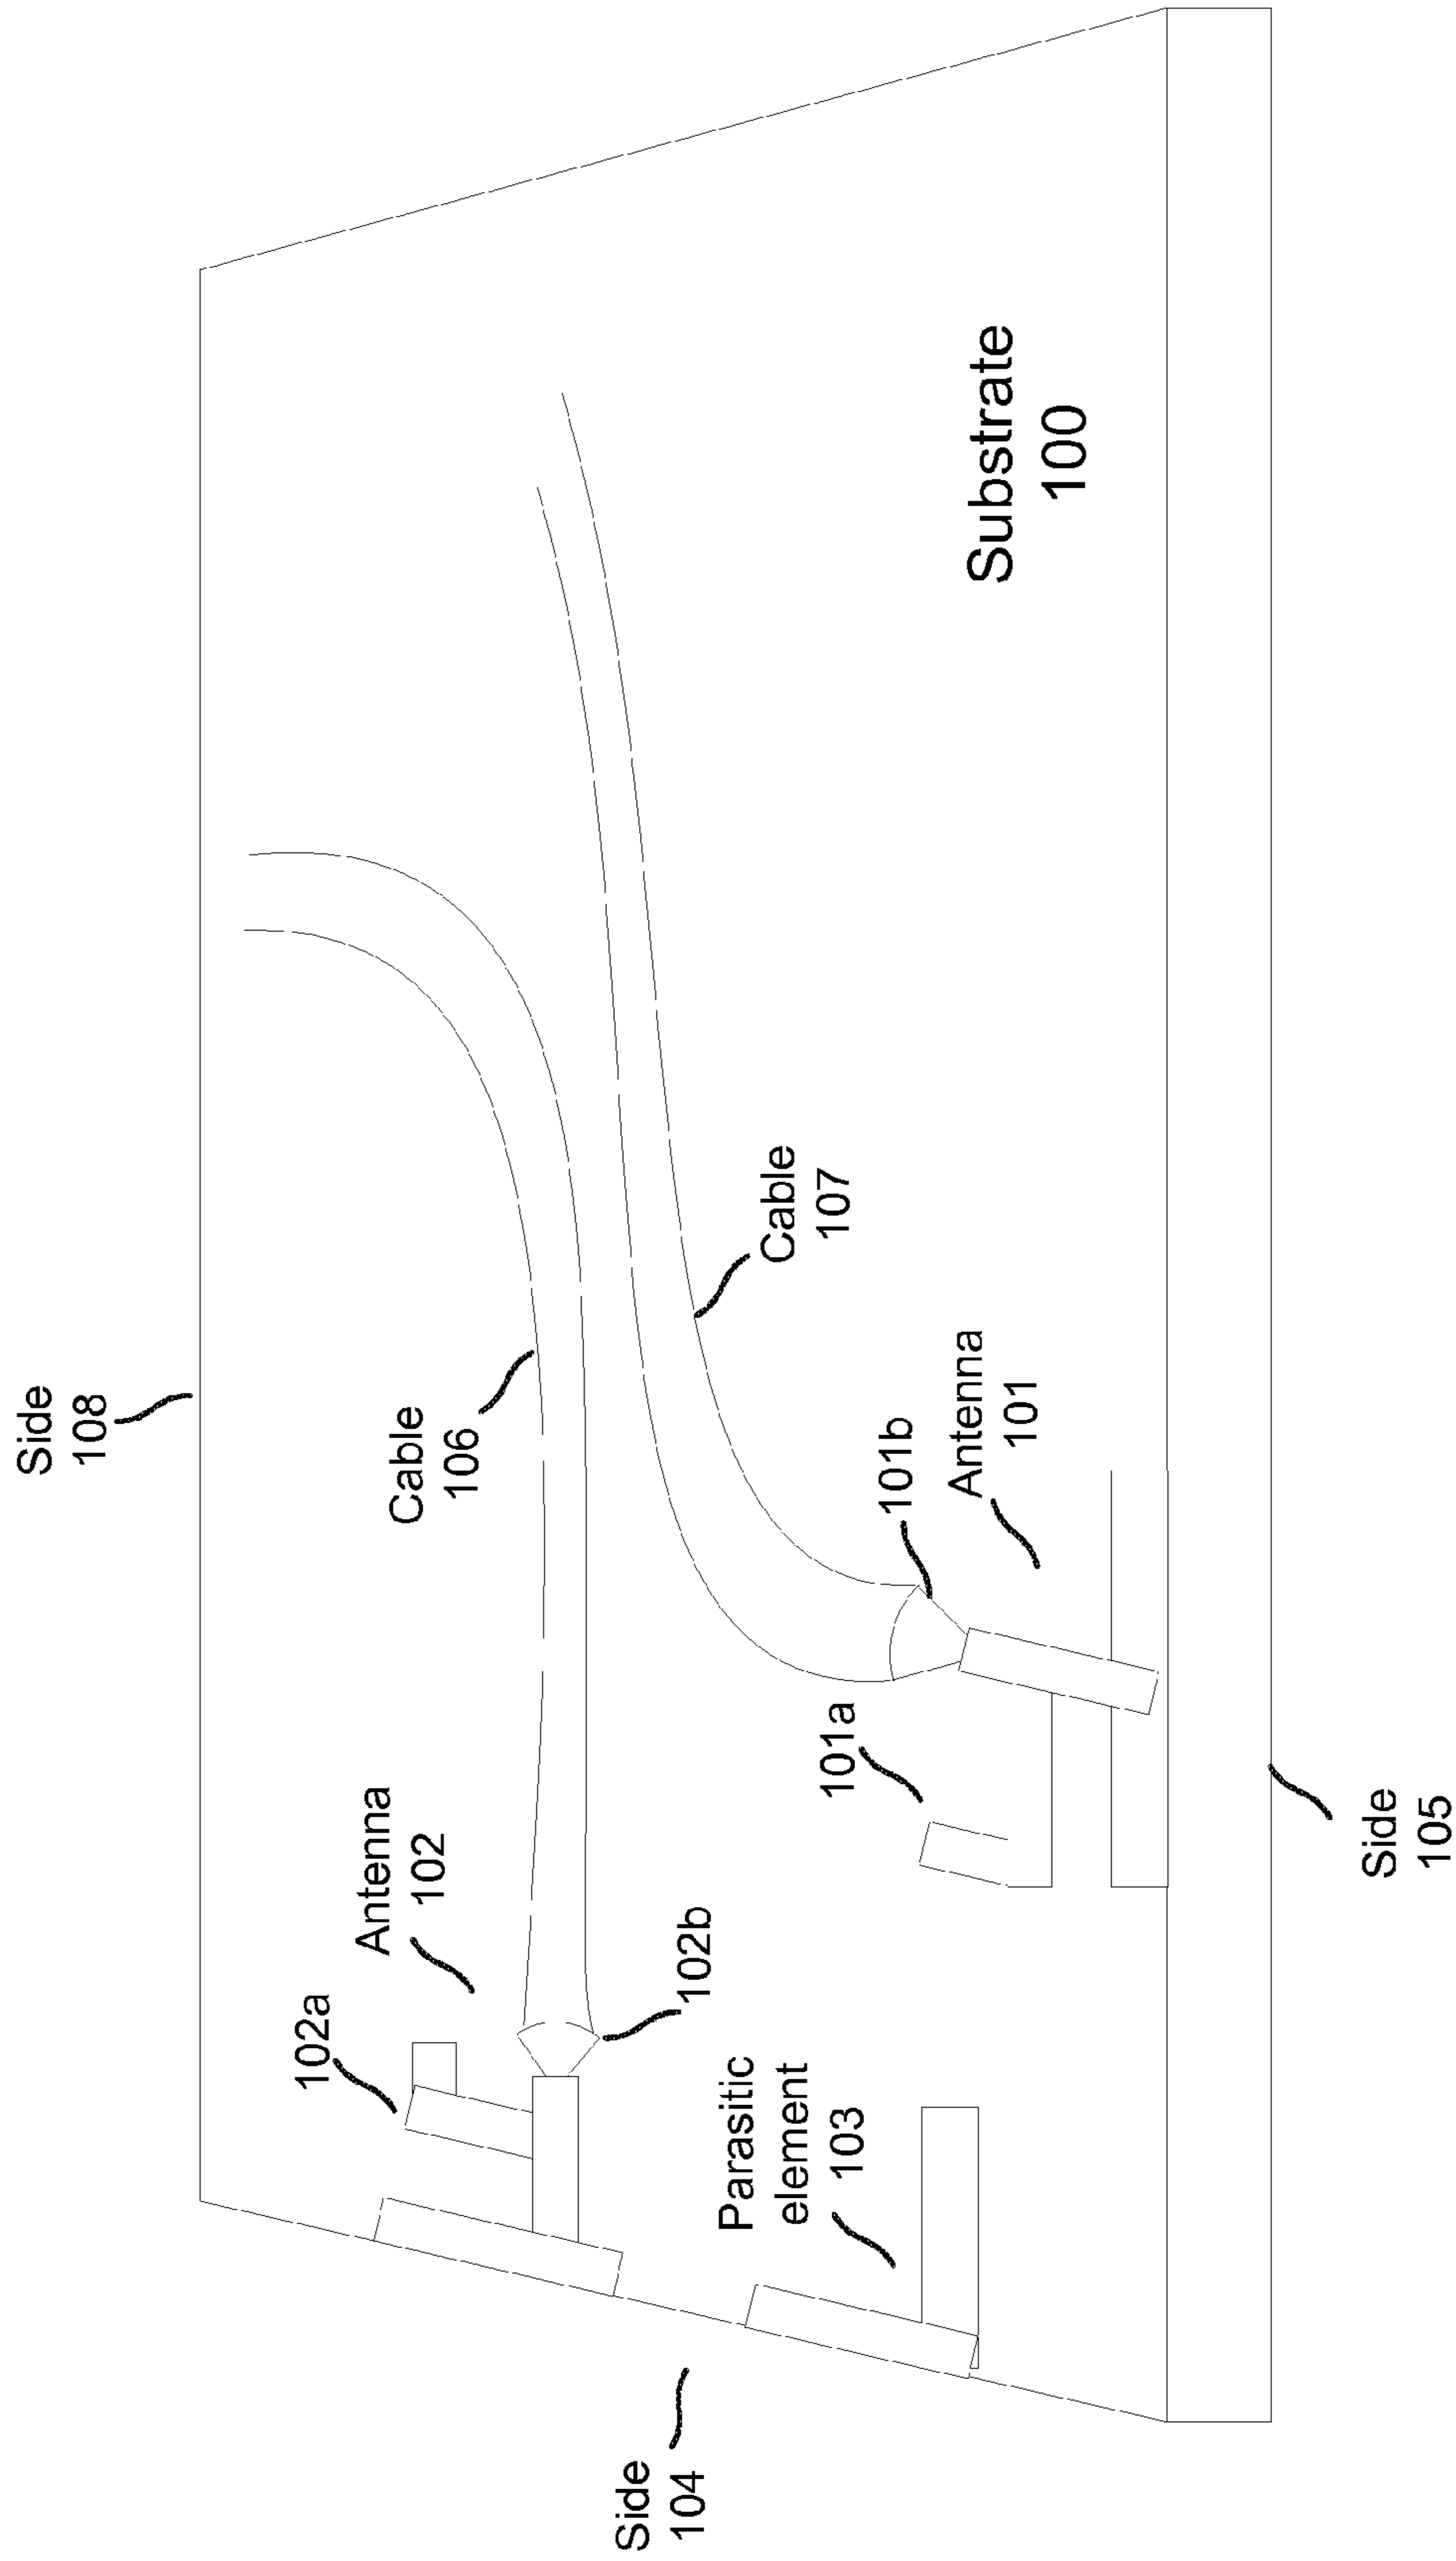 Side
108
Cable
106
Cable
107
Substrate
100
Antenna
102
102a
102b
101b
Antenna
101
101a
Parasitic
element
103
Side
104
Side
105